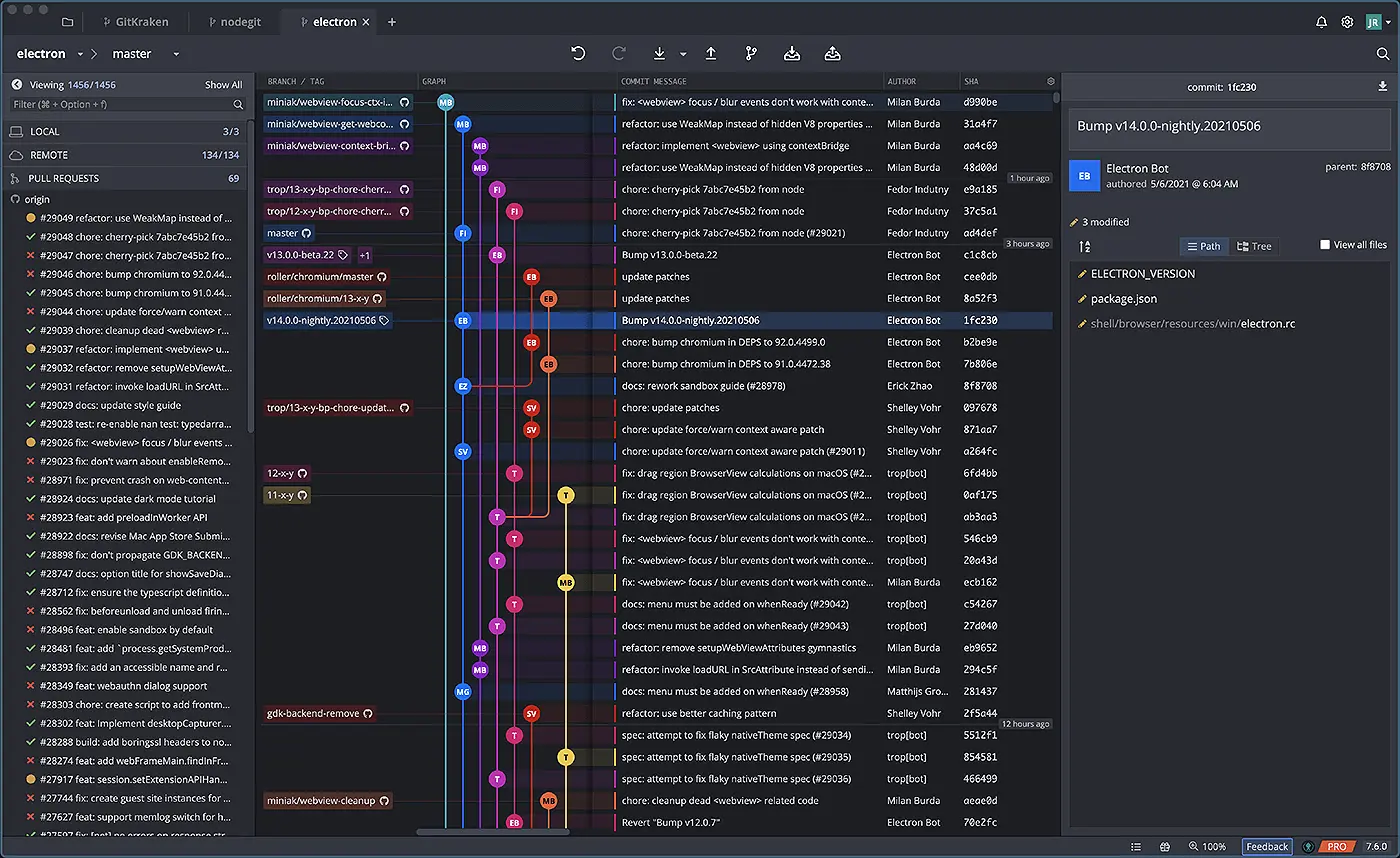 GitKraken
nodegit
electron
JR
electron
master
Viewing 1456/1456
Show All
Filter (⌘ + Option + f)
LOCAL
3/3
REMOTE
134/134
PULL REQUESTS
69
origin
#29049 refactor: use WeakMap instead of ...
#29048 chore: cherry-pick 7abc7e45b2 fro...
#29047 chore: cherry-pick 7abc7e45b2 fro...
#29046 chore: bump chromium to 92.0.44...
#29045 chore: bump chromium to 91.0.44...
#29044 chore: update force/warn context ...
#29039 chore: cleanup dead <webview> r...
#29037 refactor: implement <webview> u...
#29032 refactor: remove setupWebViewAt...
#29031 refactor: invoke loadURL in SrcAtt...
#29029 docs: update style guide
#29028 test: re-enable nan test: typedarra...
#29026 fix: <webview> focus / blur events ...
#29023 fix: don't warn about enableRemo...
#28971 fix: prevent crash on web-content...
#28924 docs: update dark mode tutorial
#28923 feat: add preloadInWorker API
#28922 docs: revise Mac App Store Submi...
#28898 fix: don't propagate GDK_BACKEN...
#28747 docs: option title for showSaveDia...
#28712 fix: ensure the typescript definitio...
#28562 fix: beforeunload and unload firin...
#28496 feat: enable sandbox by default
#28481 feat: add `process.getSystemProd...
#28393 fix: add an accessible name and r...
#28349 feat: webauthn dialog support
#28303 chore: create script to add frontm...
#28302 feat: Implement desktopCapturer....
#28288 build: add boringssl headers to no...
#28274 feat: add webFrameMain.findInFr...
#27917 feat: session.setExtensionAPIHan...
#27744 fix: create guest site instances for ...
#27627 feat: support memlog switch for h...
#27597 fix: [net] no errors on response str...
BRANCH / TAG
GRAPH
COMMIT MESSAGE
AUTHOR
SHA
miniak/webview-focus-ctx-i... MB fix: <webview> focus / blur events don't work with conte... Milan Burda d990be
miniak/webview-get-webco... MB refactor: use WeakMap instead of hidden V8 properties ... Milan Burda 31a4f7
miniak/webview-context-bri... MB refactor: implement <webview> using contextBridge Milan Burda aa4c69
MB refactor: use WeakMap instead of hidden V8 properties ... Milan Burda 48d00d
1 hour ago
trop/13-x-y-bp-chore-cherr... FI chore: cherry-pick 7abc7e45b2 from node Fedor Indutny e9a185
trop/12-x-y-bp-chore-cherr... FI chore: cherry-pick 7abc7e45b2 from node Fedor Indutny 37c5a1
master FI chore: cherry-pick 7abc7e45b2 from node (#29021) Fedor Indutny ad4def
3 hours ago
v13.0.0-beta.22 +1 EB Bump v13.0.0-beta.22 Electron Bot c1c8cb
roller/chromium/master EB update patches Electron Bot cee0db
roller/chromium/13-x-y EB update patches Electron Bot 8a52f3
v14.0.0-nightly.20210506 EB Bump v14.0.0-nightly.20210506 Electron Bot 1fc230
EB chore: bump chromium in DEPS to 92.0.4499.0 Electron Bot b2be9e
EB chore: bump chromium in DEPS to 91.0.4472.38 Electron Bot 7b806e
EZ docs: rework sandbox guide (#28978) Erick Zhao 8f8708
trop/13-x-y-bp-chore-updat... SV chore: update patches Shelley Vohr 097678
SV chore: update force/warn context aware patch Shelley Vohr 871aa7
SV chore: update force/warn context aware patch (#29011) Shelley Vohr a264fc
12-x-y T fix: drag region BrowserView calculations on macOS (#2... trop[bot] 6fd4bb
11-x-y T fix: drag region BrowserView calculations on macOS (#2... trop[bot] 0af175
T fix: drag region BrowserView calculations on macOS (#2... trop[bot] ab3aa3
T fix: <webview> focus / blur events don't work with conte... trop[bot] 546cb9
T fix: <webview> focus / blur events don't work with conte... trop[bot] 20a43d
MB fix: <webview> focus / blur events don't work with conte... Milan Burda ecb162
T docs: menu must be added on whenReady (#29042) trop[bot] c54267
T docs: menu must be added on whenReady (#29043) trop[bot] 27d040
MB refactor: remove setupWebViewAttributes gymnastics Milan Burda eb9652
MB refactor: invoke loadURL in SrcAttribute instead of sendi... Milan Burda 294c5f
MG docs: menu must be added on whenReady (#28958) Matthijs Gro... 281437
gdk-backend-remove SV refactor: use better caching pattern Shelley Vohr 2f5a44
12 hours ago
T spec: attempt to fix flaky nativeTheme spec (#29034) trop[bot] 5512f1
T spec: attempt to fix flaky nativeTheme spec (#29035) trop[bot] 854581
T spec: attempt to fix flaky nativeTheme spec (#29036) trop[bot] 466499
miniak/webview-cleanup MB chore: cleanup dead <webview> related code Milan Burda aeae0d
EB Revert "Bump v12.0.7" Electron Bot 70e2fc
commit: 1fc230
Bump v14.0.0-nightly.20210506
EB
Electron Bot
authored 5/6/2021 @ 6:04 AM
parent: 8f8708
3 modified
Path
Tree
View all files
ELECTRON_VERSION
package.json
shell/browser/resources/win/electron.rc
100%
Feedback
PRO
7.6.0